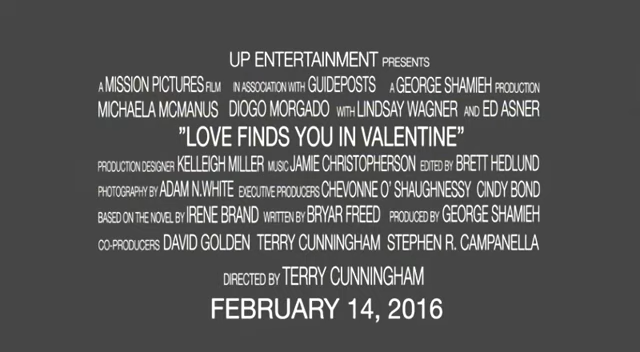 UP ENTERTAINMENT PRESENTS
A MISSION PICTURES FILM IN ASSOCIATION WITH GUIDEPOSTS A GEORGE SHAMIEH PRODUCTION
MICHAELA MCMANUS DIOGO MORGADO WITH LINDSAY WAGNER AND ED ASNER
”LOVE FINDS YOU IN VALENTINE”
PRODUCTION DESIGNER KELLEIGH MILLER MUSIC JAMIE CHRISTOPHERSON EDITED BY BRETT HEDLUND
PHOTOGRAPHY BY ADAM N.WHITE EXECUTIVE PRODUCERS CHEVONNE O’ SHAUGHNESSY CINDY BOND
BASED ON THE NOVEL BY IRENE BRAND WRITTEN BY BRYAR FREED PRODUCED BY GEORGE SHAMIEH
CO-PRODUCERS DAVID GOLDEN TERRY CUNNINGHAM STEPHEN R. CAMPANELLA
DIRECTED BY TERRY CUNNINGHAM
FEBRUARY 14, 2016